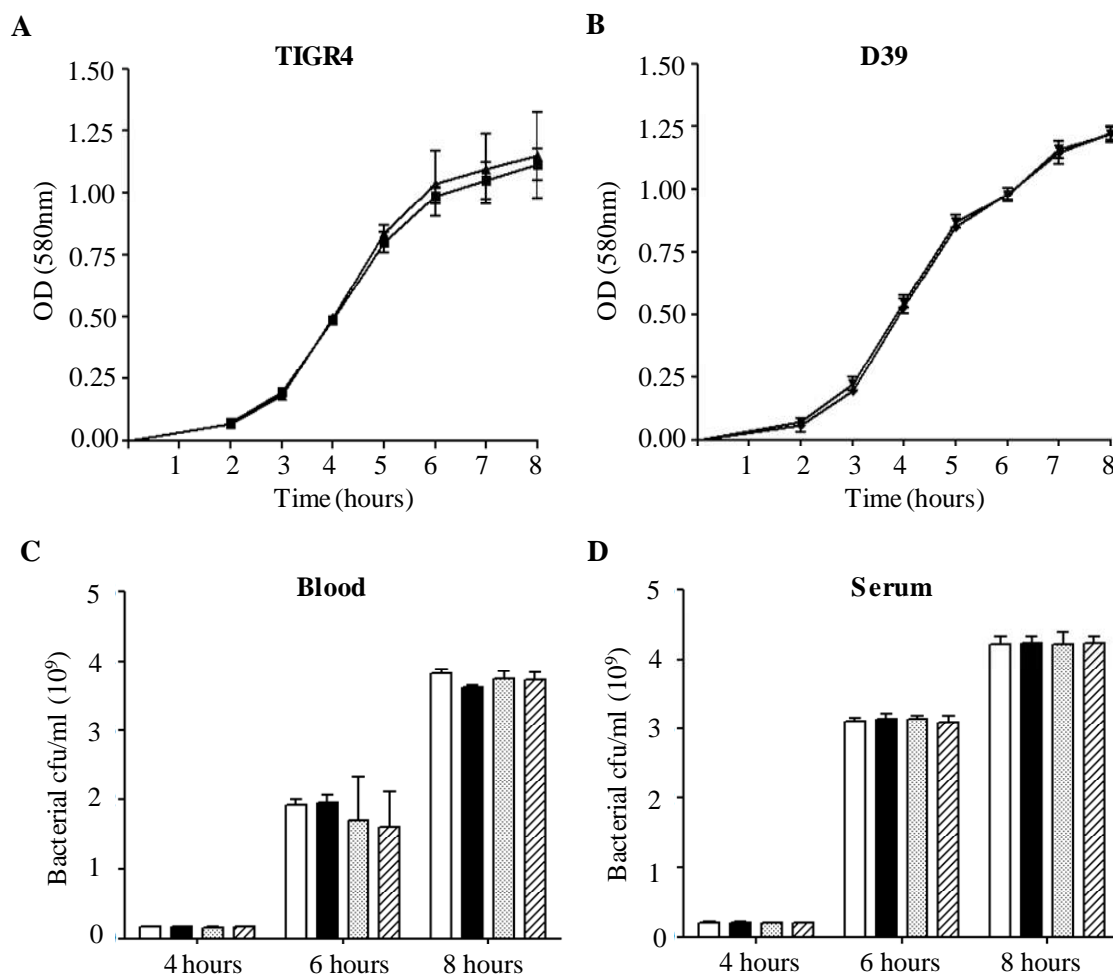 A
TIGR4
1.50
1.25
1.00
0.75
0.50
0.25
0.00
OD (580nm)
1 2 3 4 5 6 7 8
Time (hours)
B
D39
1.50
1.25
1.00
0.75
0.50
0.25
0.00
OD (580nm)
1 2 3 4 5 6 7 8
Time (hours)
C
Blood
5
4
3
2
1
0
Bacterial cfu/ml (10⁹)
4 hours 6 hours 8 hours
D
Serum
5
4
3
2
1
0
Bacterial cfu/ml (10⁹)
4 hours 6 hours 8 hours